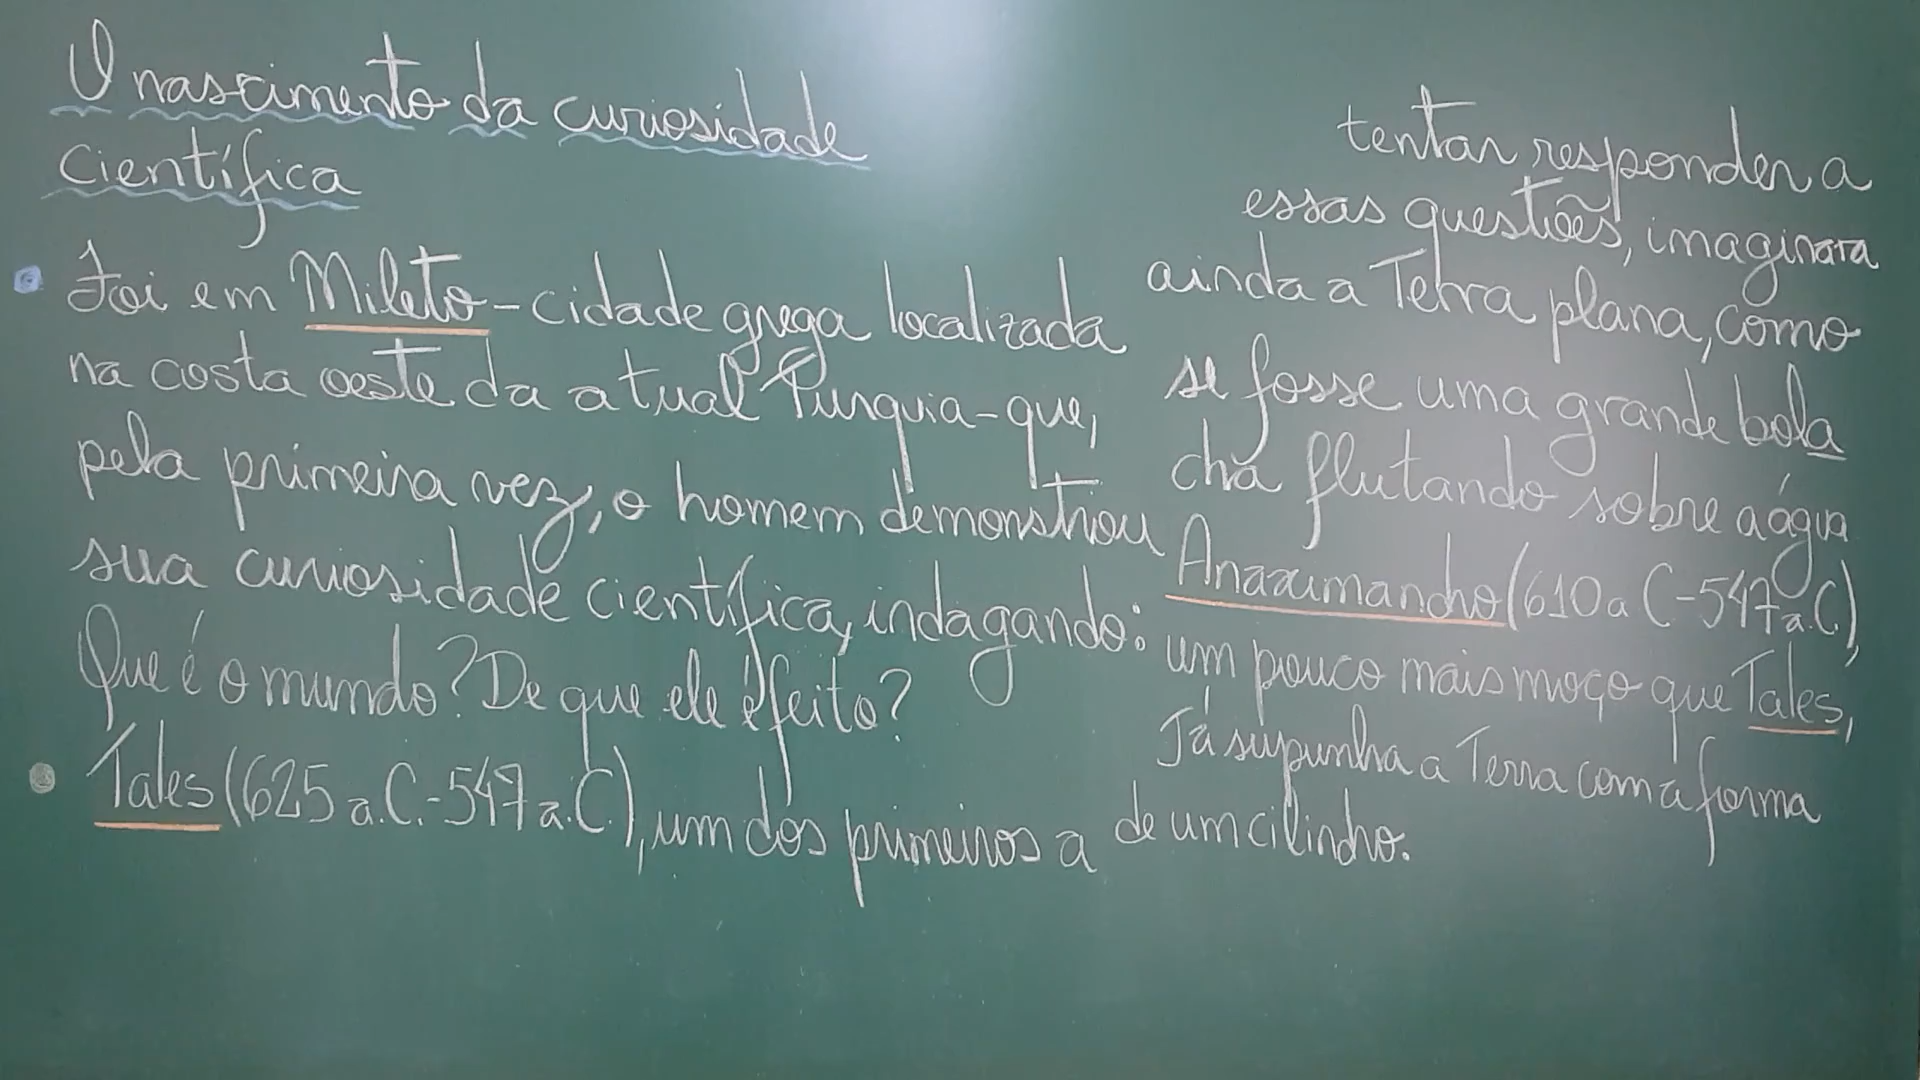 O nascimento da curiosidade
científica
Foi em Mileto - cidade grega localizada
na costa oeste da atual Turquia - que,
pela primeira vez, o homem demonstrou
sua curiosidade científica, indagando:
Que é o mundo? De que ele é feito?
Tales (625 a.C. - 547 a.C.), um dos primeiros a
tentar responder a
essas questões, imaginara
ainda a Terra plana, como
se fosse uma grande bola
cha flutando sobre a água
Anaximandro (610 a C - 547 a.C),
um pouco mais moço que Tales,
Já supunha a Terra com a forma
de um cilindro.